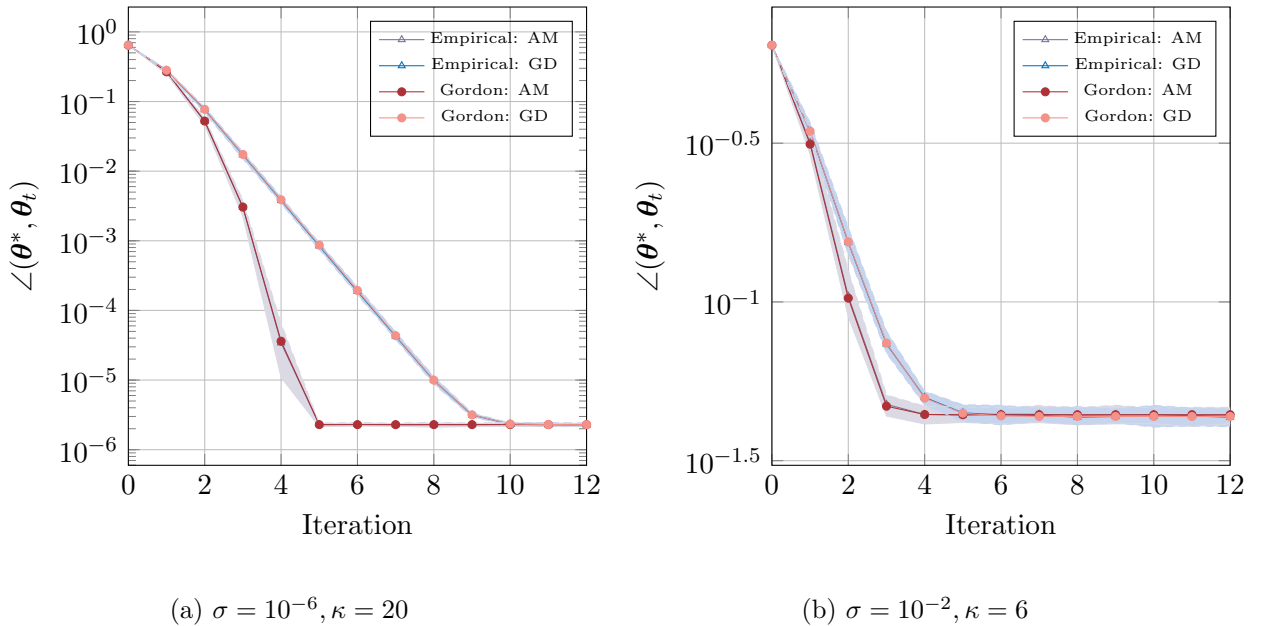 10^0
10^−1
10^−2
10^−3
10^−4
10^−5
10^−6
∠(θ*, θ_t)
0 2 4 6 8 10 12
Iteration
Empirical: AM
Empirical: GD
Gordon: AM
Gordon: GD
(a) σ = 10^−6, κ = 20
10^−0.5
10^−1
10^−1.5
∠(θ*, θ_t)
0 2 4 6 8 10 12
Iteration
Empirical: AM
Empirical: GD
Gordon: AM
Gordon: GD
(b) σ = 10^−2, κ = 6